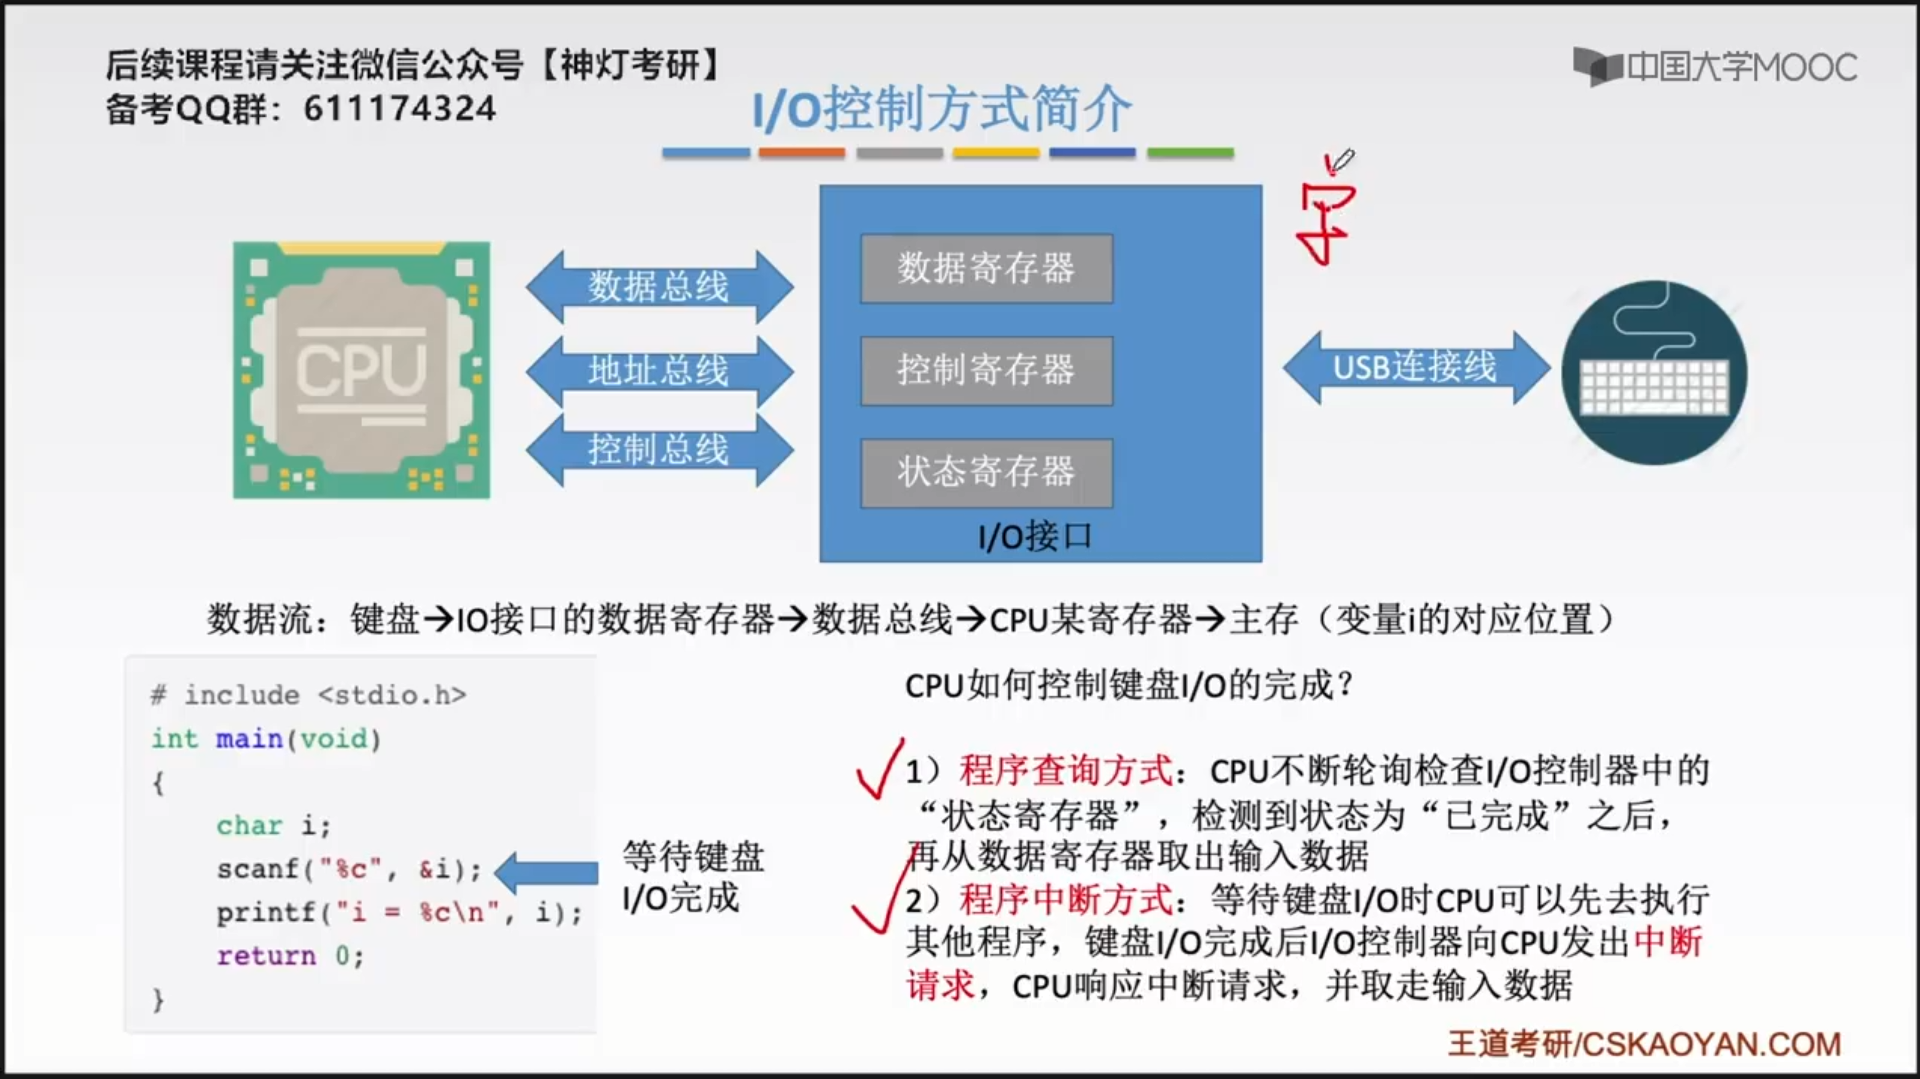 后续课程请关注微信公众号【神灯考研】
备考QQ群：611174324
中国大学MOOC
I/O控制方式简介
字
CPU
数据总线
地址总线
控制总线
数据寄存器
控制寄存器
状态寄存器
I/O接口
USB连接线
数据流：键盘→IO接口的数据寄存器→数据总线→CPU某寄存器→主存（变量i的对应位置）
# include <stdio.h>
int main(void)
{
char i;
scanf("%c", &i);
printf("i = %c\n", i);
return 0;
}
等待键盘
I/O完成
CPU如何控制键盘I/O的完成？
1）程序查询方式：CPU不断轮询检查I/O控制器中的
“状态寄存器”，检测到状态为“已完成”之后，
再从数据寄存器取出输入数据
2）程序中断方式：等待键盘I/O时CPU可以先去执行
其他程序，键盘I/O完成后I/O控制器向CPU发出中断
请求，CPU响应中断请求，并取走输入数据
王道考研/CSKAOYAN.COM